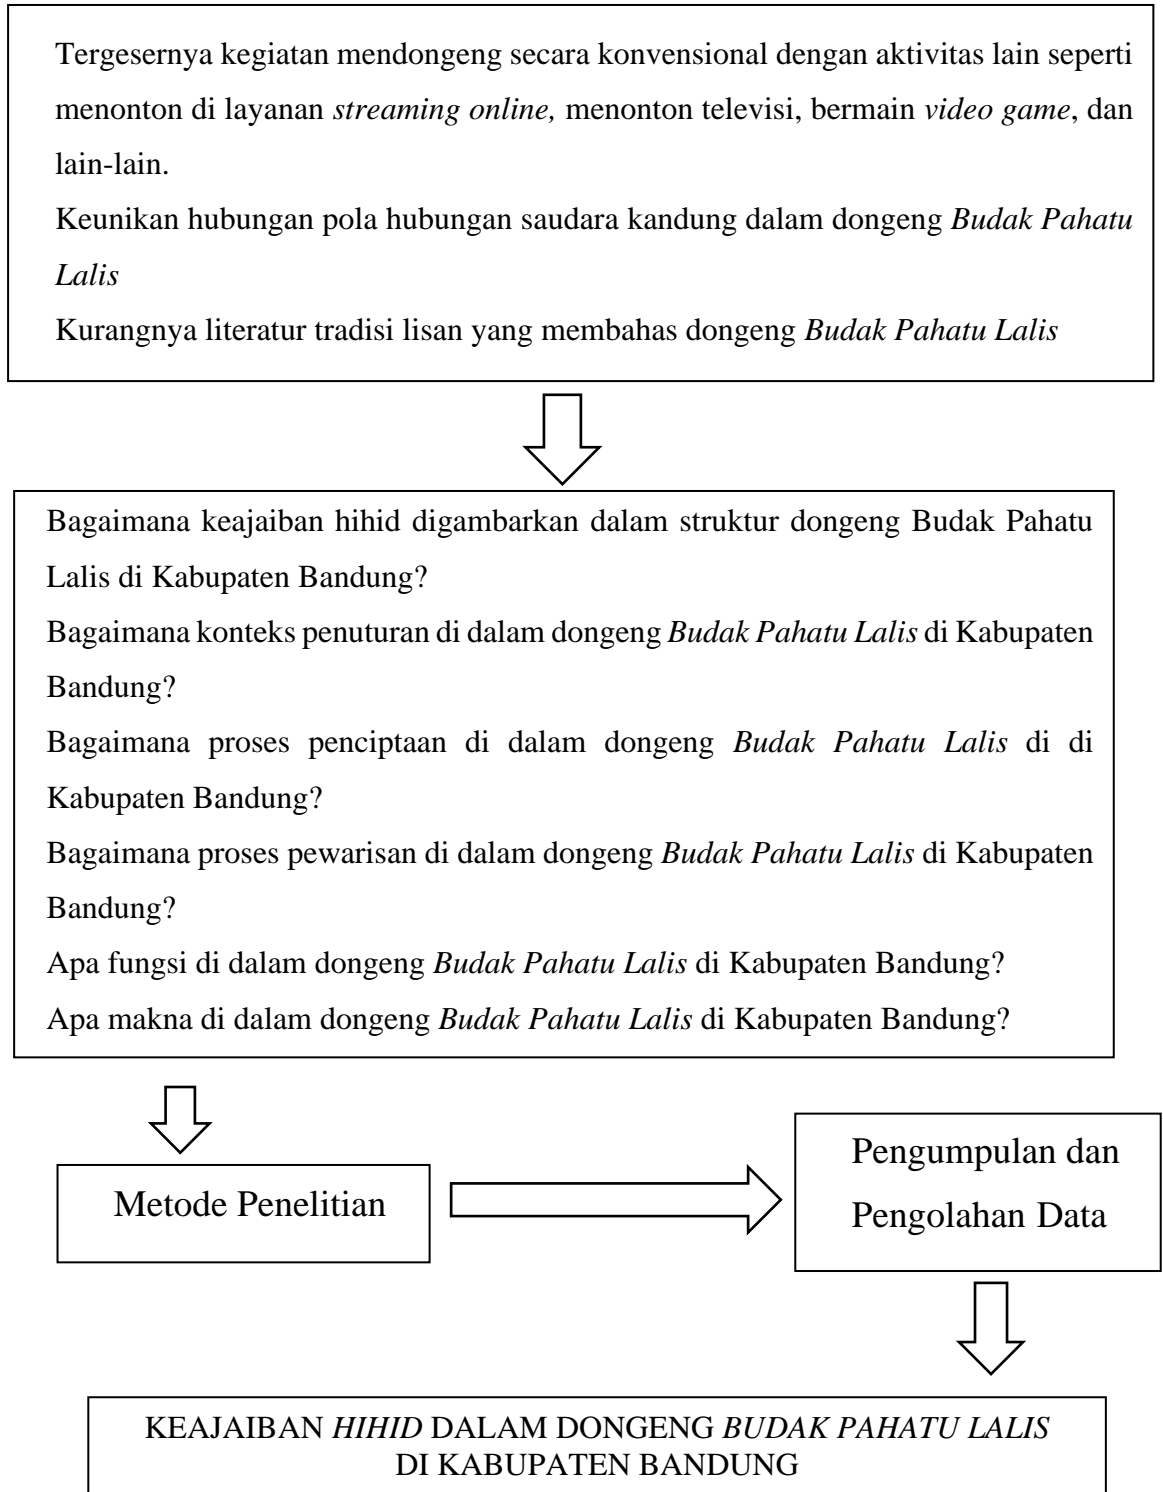 Tergesernya kegiatan mendongeng secara konvensional dengan aktivitas lain seperti
menonton di layanan streaming online, menonton televisi, bermain video game, dan
lain-lain.
Keunikan hubungan pola hubungan saudara kandung dalam dongeng Budak Pahatu
Lalis
Kurangnya literatur tradisi lisan yang membahas dongeng Budak Pahatu Lalis
Bagaimana keajaiban hihid digambarkan dalam struktur dongeng Budak Pahatu
Lalis di Kabupaten Bandung?
Bagaimana konteks penuturan di dalam dongeng Budak Pahatu Lalis di Kabupaten
Bandung?
Bagaimana proses penciptaan di dalam dongeng Budak Pahatu Lalis di di
Kabupaten Bandung?
Bagaimana proses pewarisan di dalam dongeng Budak Pahatu Lalis di Kabupaten
Bandung?
Apa fungsi di dalam dongeng Budak Pahatu Lalis di Kabupaten Bandung?
Apa makna di dalam dongeng Budak Pahatu Lalis di Kabupaten Bandung?
Metode Penelitian
Pengumpulan dan
Pengolahan Data
KEAJAIBAN HIHID DALAM DONGENG BUDAK PAHATU LALIS
DI KABUPATEN BANDUNG